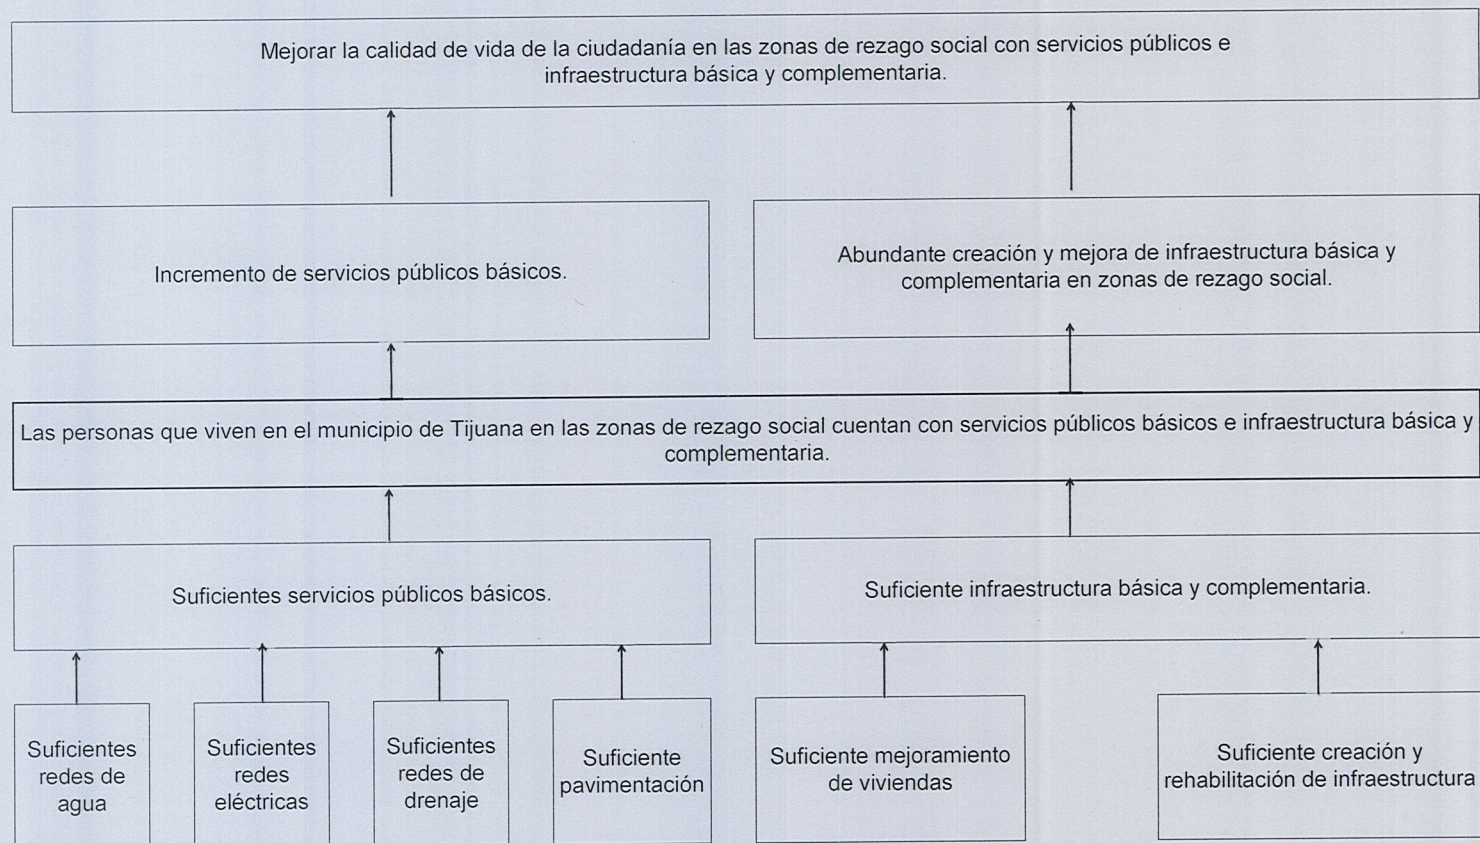 Mejorar la calidad de vida de la ciudadanía en las zonas de rezago social con servicios públicos e
infraestructura básica y complementaria.
Incremento de servicios públicos básicos.
Abundante creación y mejora de infraestructura básica y
complementaria en zonas de rezago social.
Las personas que viven en el municipio de Tijuana en las zonas de rezago social cuentan con servicios públicos básicos e infraestructura básica y
complementaria.
Suficientes servicios públicos básicos.
Suficiente infraestructura básica y complementaria.
Suficientes
redes de
agua
Suficientes
redes
eléctricas
Suficientes
redes de
drenaje
Suficiente
pavimentación
Suficiente mejoramiento
de viviendas
Suficiente creación y
rehabilitación de infraestructura